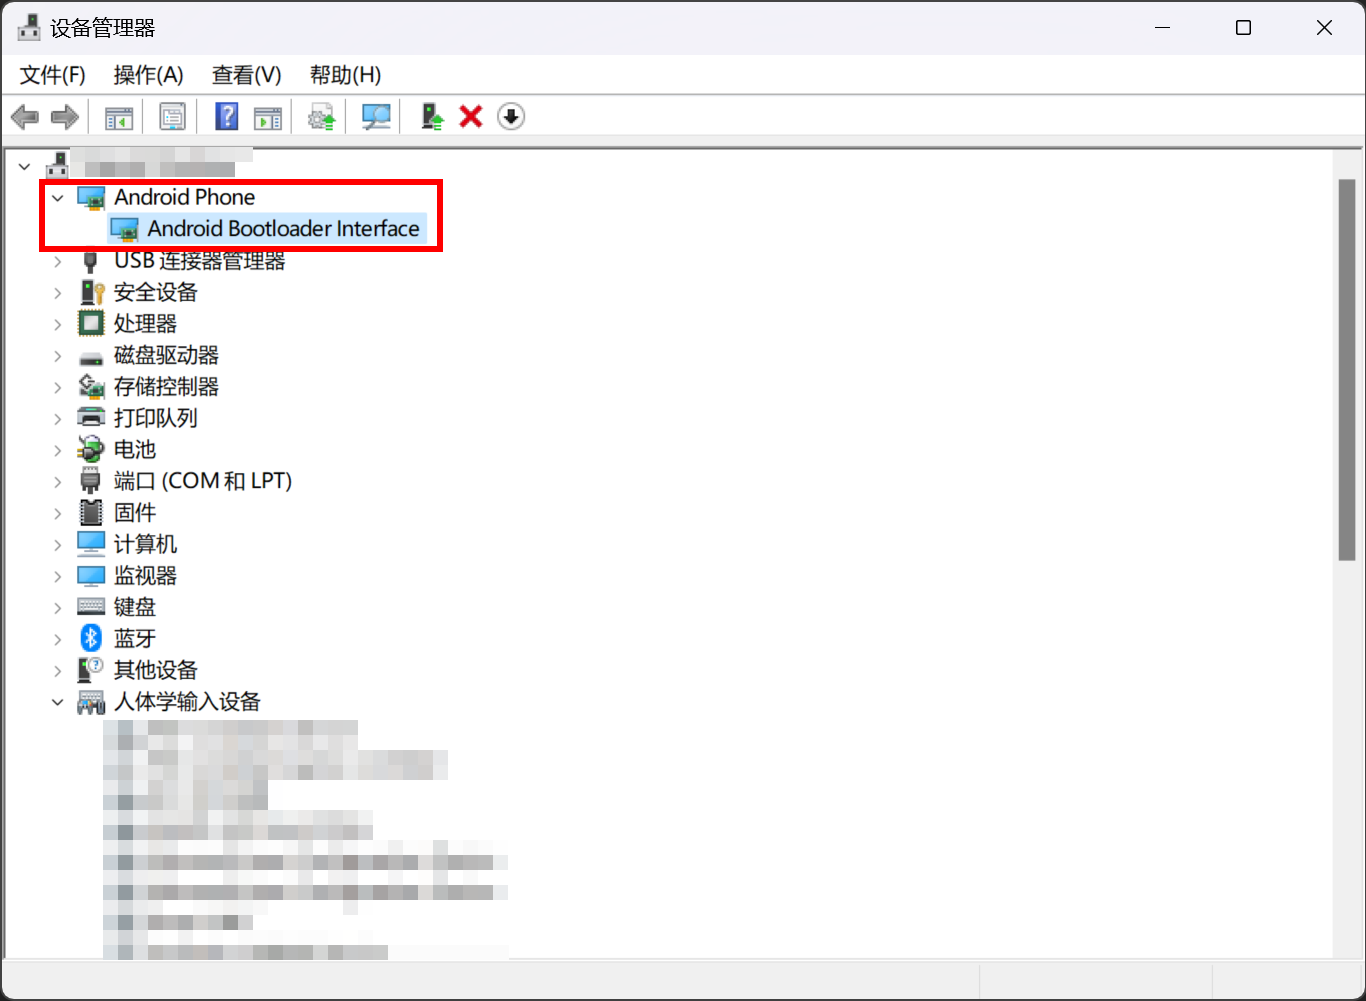 设备管理器
文件(F) 操作(A) 查看(V) 帮助(H)
Android Phone
Android Bootloader Interface
USB 连接器管理器
安全设备
处理器
磁盘驱动器
存储控制器
打印队列
电池
端口 (COM 和 LPT)
固件
计算机
监视器
键盘
蓝牙
其他设备
人体学输入设备